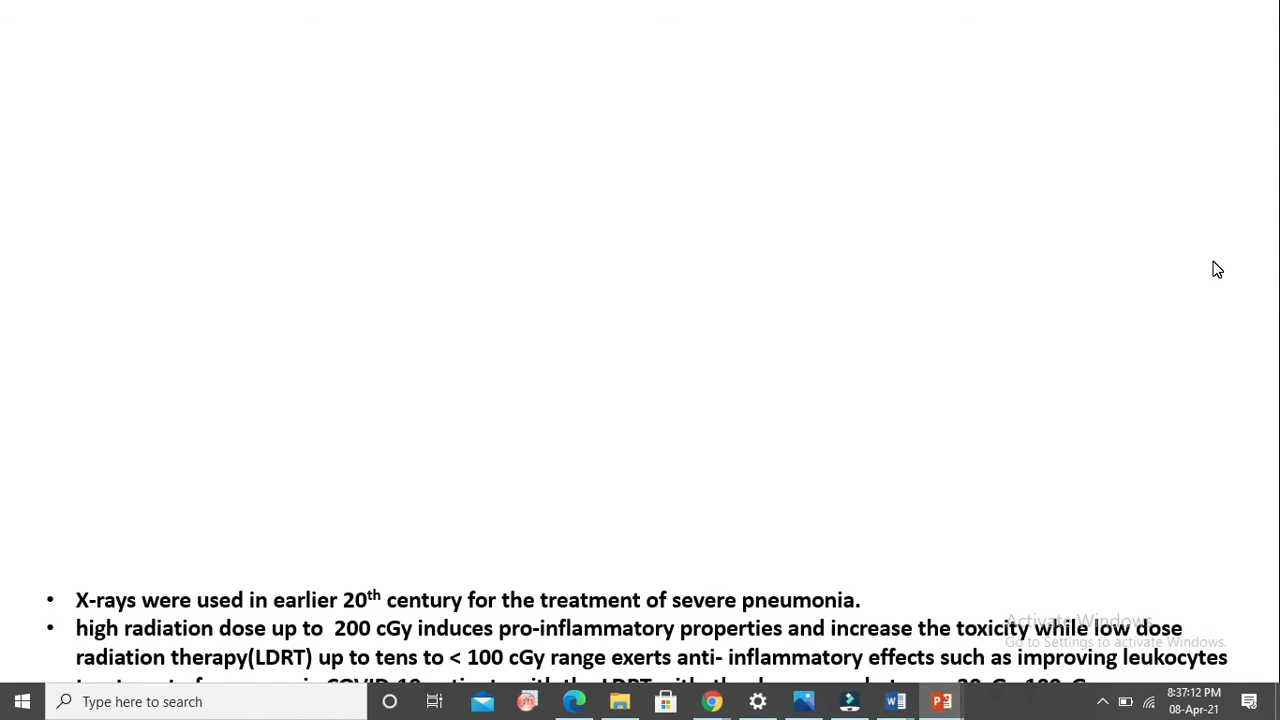 • X-rays were used in earlier 20th century for the treatment of severe pneumonia.
• high radiation dose up to 200 cGy induces pro-inflammatory properties and increase the toxicity while low dose
radiation therapy(LDRT) up to tens to < 100 cGy range exerts anti- inflammatory effects such as improving leukocytes
Activate Windows
Go to Settings to activate Windows.
Type here to search
8:37:12 PM
08-Apr-21